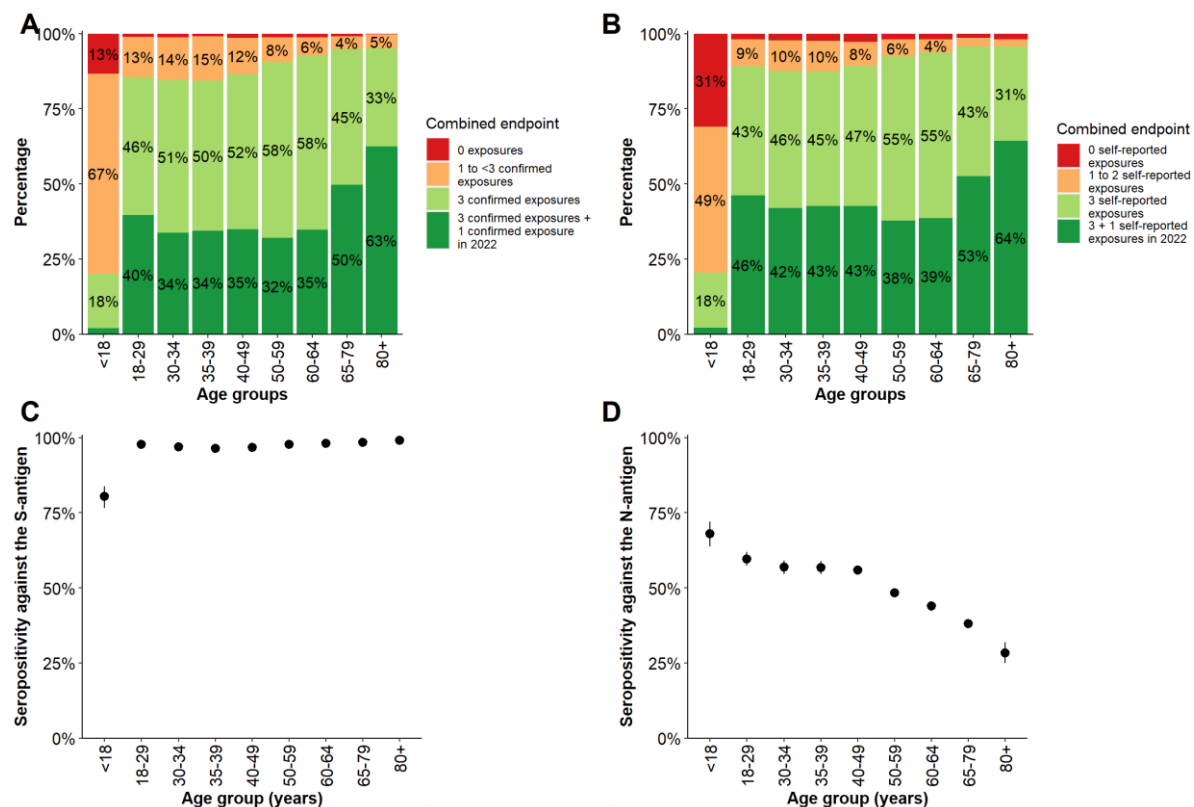 A
Percentage
100%
75%
50%
25%
0%
13% 13% 14% 15% 12% 8% 6% 4% 5%
67% 46% 51% 50% 52% 58% 58% 45% 33%
18% 40% 34% 34% 35% 32% 35% 50% 63%
<18 18-29 30-34 35-39 40-49 50-59 60-64 65-79 80+
Age groups
Combined endpoint
0 exposures
1 to <3 confirmed
exposures
3 confirmed exposures
3 confirmed exposures +
1 confirmed exposure
in 2022
B
Percentage
100%
75%
50%
25%
0%
31% 9% 10% 10% 8% 6% 4%
49% 43% 46% 45% 47% 55% 55% 43% 31%
18% 46% 42% 43% 43% 38% 39% 53% 64%
<18 18-29 30-34 35-39 40-49 50-59 60-64 65-79 80+
Age groups
Combined endpoint
0 self-reported
exposures
1 to 2 self-reported
exposures
3 self-reported
exposures
3 + 1 self-reported
exposures in 2022
C
Seropositivity against the S-antigen
100%
75%
50%
25%
0%
<18 18-29 30-34 35-39 40-49 50-59 60-64 65-79 80+
Age group (years)
D
Seropositivity against the N-antigen
100%
75%
50%
25%
0%
<18 18-29 30-34 35-39 40-49 50-59 60-64 65-79 80+
Age group (years)